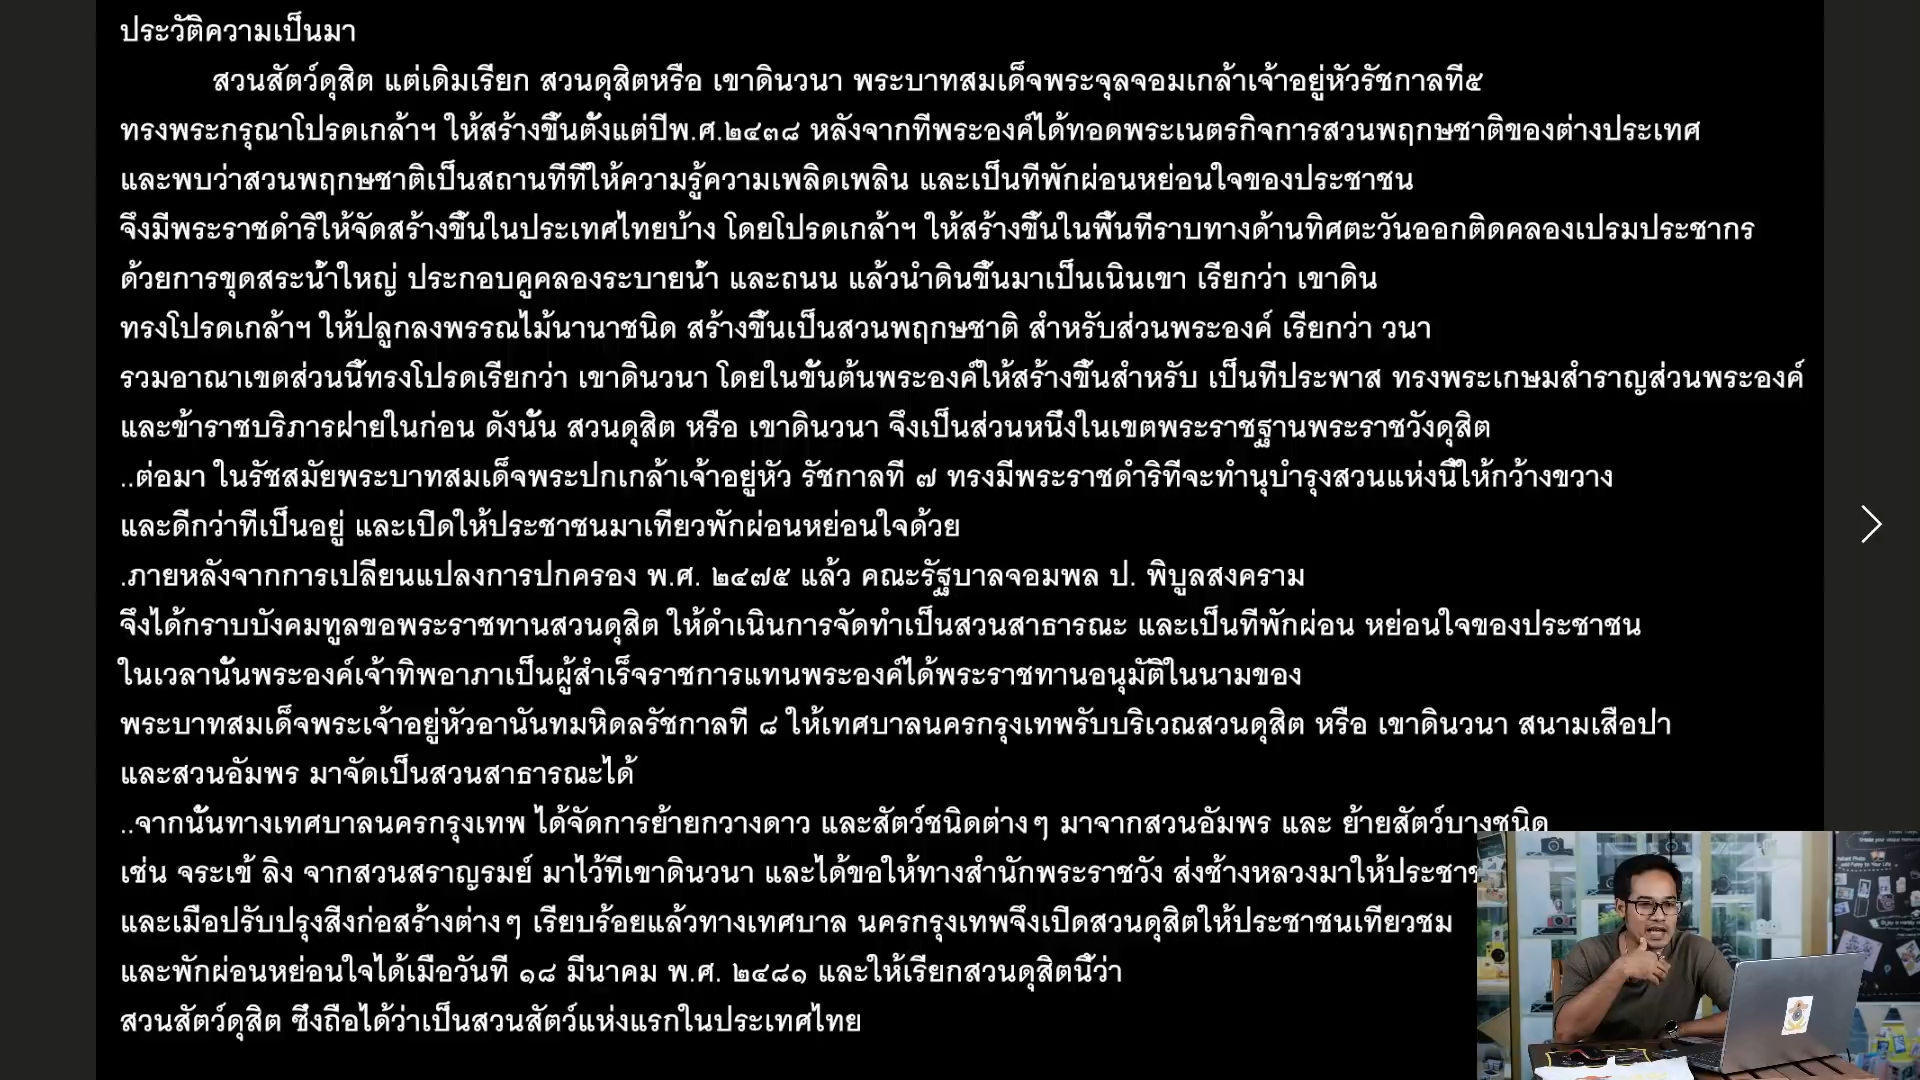 ประวัติความเป็นมา
สวนสัตว์ดุสิต แต่เดิมเรียก สวนดุสิตหรือ เขาดินวนา พระบาทสมเด็จพระจุลจอมเกล้าเจ้าอยู่หัวรัชกาลที่๕
ทรงพระกรุณาโปรดเกล้าฯ ให้สร้างขึ้นตั้งแต่ปีพ.ศ.๒๔๓๘ หลังจากที่พระองค์ได้ทอดพระเนตรกิจการสวนพฤกษชาติของต่างประเทศ
และพบว่าสวนพฤกษชาติเป็นสถานที่ที่ให้ความรู้ความเพลิดเพลิน และเป็นที่พักผ่อนหย่อนใจของประชาชน
จึงมีพระราชดำริให้จัดสร้างขึ้นในประเทศไทยบ้าง โดยโปรดเกล้าฯ ให้สร้างขึ้นในพื้นที่ราบทางด้านทิศตะวันออกติดคลองเปรมประชากร
ด้วยการขุดสระน้ำใหญ่ ประกอบคูคลองระบายน้ำ และถนน แล้วนำดินขึ้นมาเป็นเนินเขา เรียกว่า เขาดิน
ทรงโปรดเกล้าฯ ให้ปลูกลงพรรณไม้นานาชนิด สร้างขึ้นเป็นสวนพฤกษชาติ สำหรับส่วนพระองค์ เรียกว่า วนา
รวมอาณาเขตส่วนนี้ทรงโปรดเรียกว่า เขาดินวนา โดยในขั้นต้นพระองค์ให้สร้างขึ้นสำหรับ เป็นที่ประพาส ทรงพระเกษมสำราญส่วนพระองค์
และข้าราชบริภารฝ่ายในก่อน ดังนั้น สวนดุสิต หรือ เขาดินวนา จึงเป็นส่วนหนึ่งในเขตพระราชฐานพระราชวังดุสิต
..ต่อมา ในรัชสมัยพระบาทสมเด็จพระปกเกล้าเจ้าอยู่หัว รัชกาลที่ ๗ ทรงมีพระราชดำริที่จะทำนุบำรุงสวนแห่งนี้ให้กว้างขวาง
และดีกว่าที่เป็นอยู่ และเปิดให้ประชาชนมาเที่ยวพักผ่อนหย่อนใจด้วย
.ภายหลังจากการเปลี่ยนแปลงการปกครอง พ.ศ. ๒๔๗๕ แล้ว คณะรัฐบาลจอมพล ป. พิบูลสงคราม
จึงได้กราบบังคมทูลขอพระราชทานสวนดุสิต ให้ดำเนินการจัดทำเป็นสวนสาธารณะ และเป็นที่พักผ่อน หย่อนใจของประชาชน
ในเวลานั้นพระองค์เจ้าทิพอาภาเป็นผู้สำเร็จราชการแทนพระองค์ได้พระราชทานอนุมัติในนามของ
พระบาทสมเด็จพระเจ้าอยู่หัวอานันทมหิดลรัชกาลที่ ๘ ให้เทศบาลนครกรุงเทพรับบริเวณสวนดุสิต หรือ เขาดินวนา สนามเสือป่า
และสวนอัมพร มาจัดเป็นสวนสาธารณะได้
..จากนั้นทางเทศบาลนครกรุงเทพ ได้จัดการย้ายกวางดาว และสัตว์ชนิดต่างๆ มาจากสวนอัมพร และ ย้ายสัตว์บางชนิด
เช่น จระเข้ ลิง จากสวนสราญรมย์ มาไว้ที่เขาดินวนา และได้ขอให้ทางสำนักพระราชวัง ส่งช้างหลวงมาให้ประชาช
และเมื่อปรับปรุงสิ่งก่อสร้างต่างๆ เรียบร้อยแล้วทางเทศบาล นครกรุงเทพจึงเปิดสวนดุสิตให้ประชาชนเที่ยวชม
และพักผ่อนหย่อนใจได้เมื่อวันที่ ๑๘ มีนาคม พ.ศ. ๒๔๘๑ และให้เรียกสวนดุสิตนี้ว่า
สวนสัตว์ดุสิต ซึ่งถือได้ว่าเป็นสวนสัตว์แห่งแรกในประเทศไทย